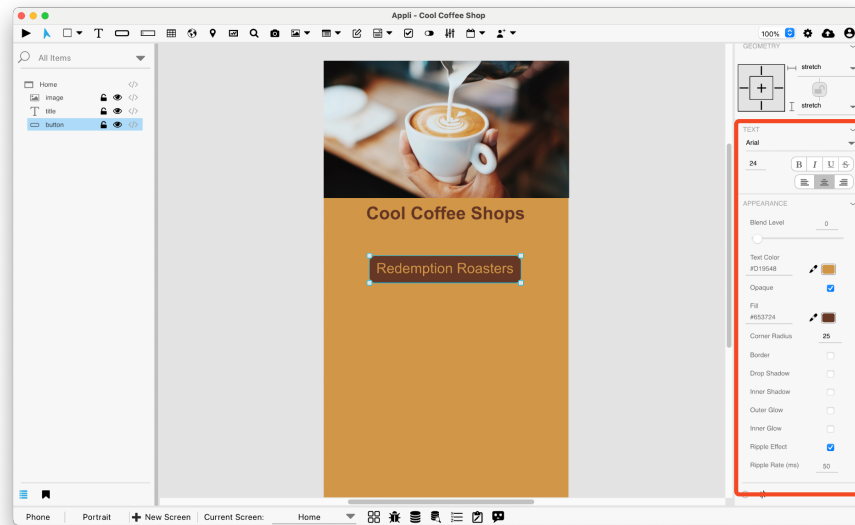 Appli - Cool Coffee Shop
100%
All Items
Home
image
title
button
Cool Coffee Shops
Redemption Roasters
GEOMETRY
stretch
stretch
TEXT
Arial
24
B I U S
APPEARANCE
Blend Level 0
Text Color
#D19548
Opaque
Fill
#653724
Corner Radius 25
Border
Drop Shadow
Inner Shadow
Outer Glow
Inner Glow
Ripple Effect
Ripple Rate (ms) 50
Phone Portrait New Screen Current Screen: Home